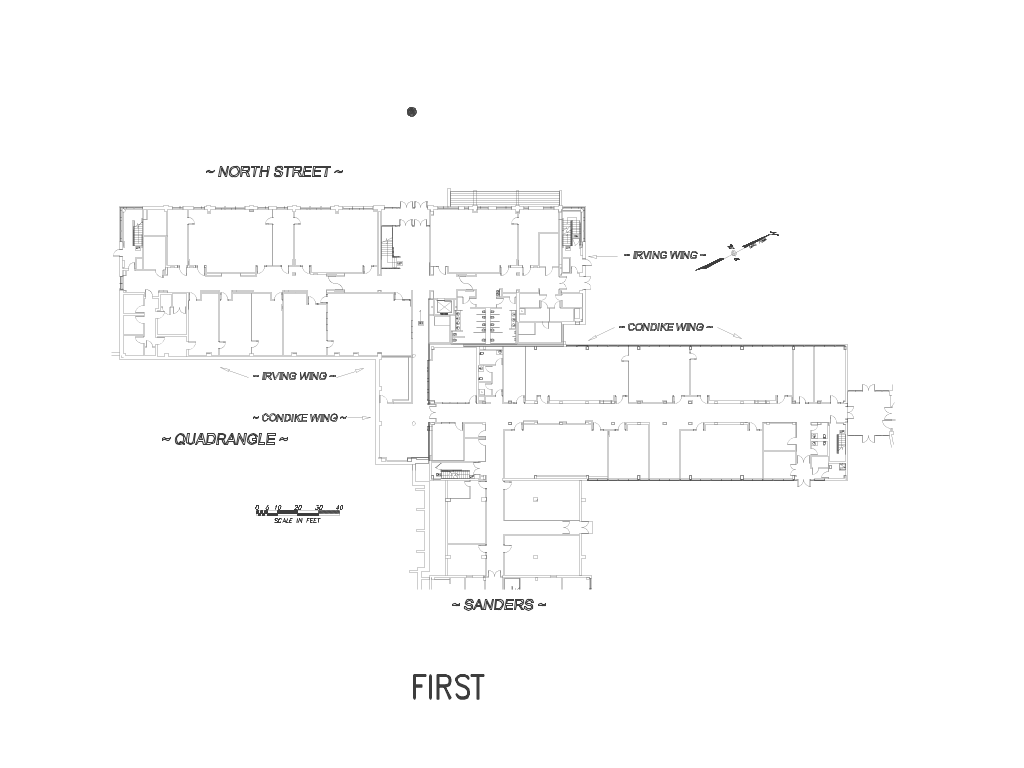 ~ NORTH STREET ~
~ IRVING WING ~
~ CONDIKE WING ~
~ IRVING WING ~
~ CONDIKE WING ~
~ QUADRANGLE ~
0 5 10 20 30 40
SCALE IN FEET
~ SANDERS ~
FIRST